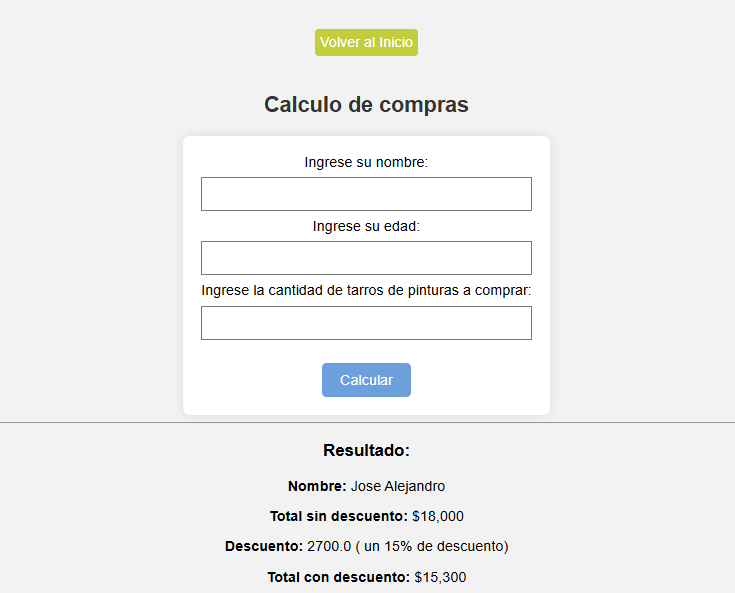 Volver al Inicio
Calculo de compras
Ingrese su nombre:
Ingrese su edad:
Ingrese la cantidad de tarros de pinturas a comprar:
Calcular
Resultado:
Nombre: Jose Alejandro
Total sin descuento: $18,000
Descuento: 2700.0 ( un 15% de descuento)
Total con descuento: $15,300